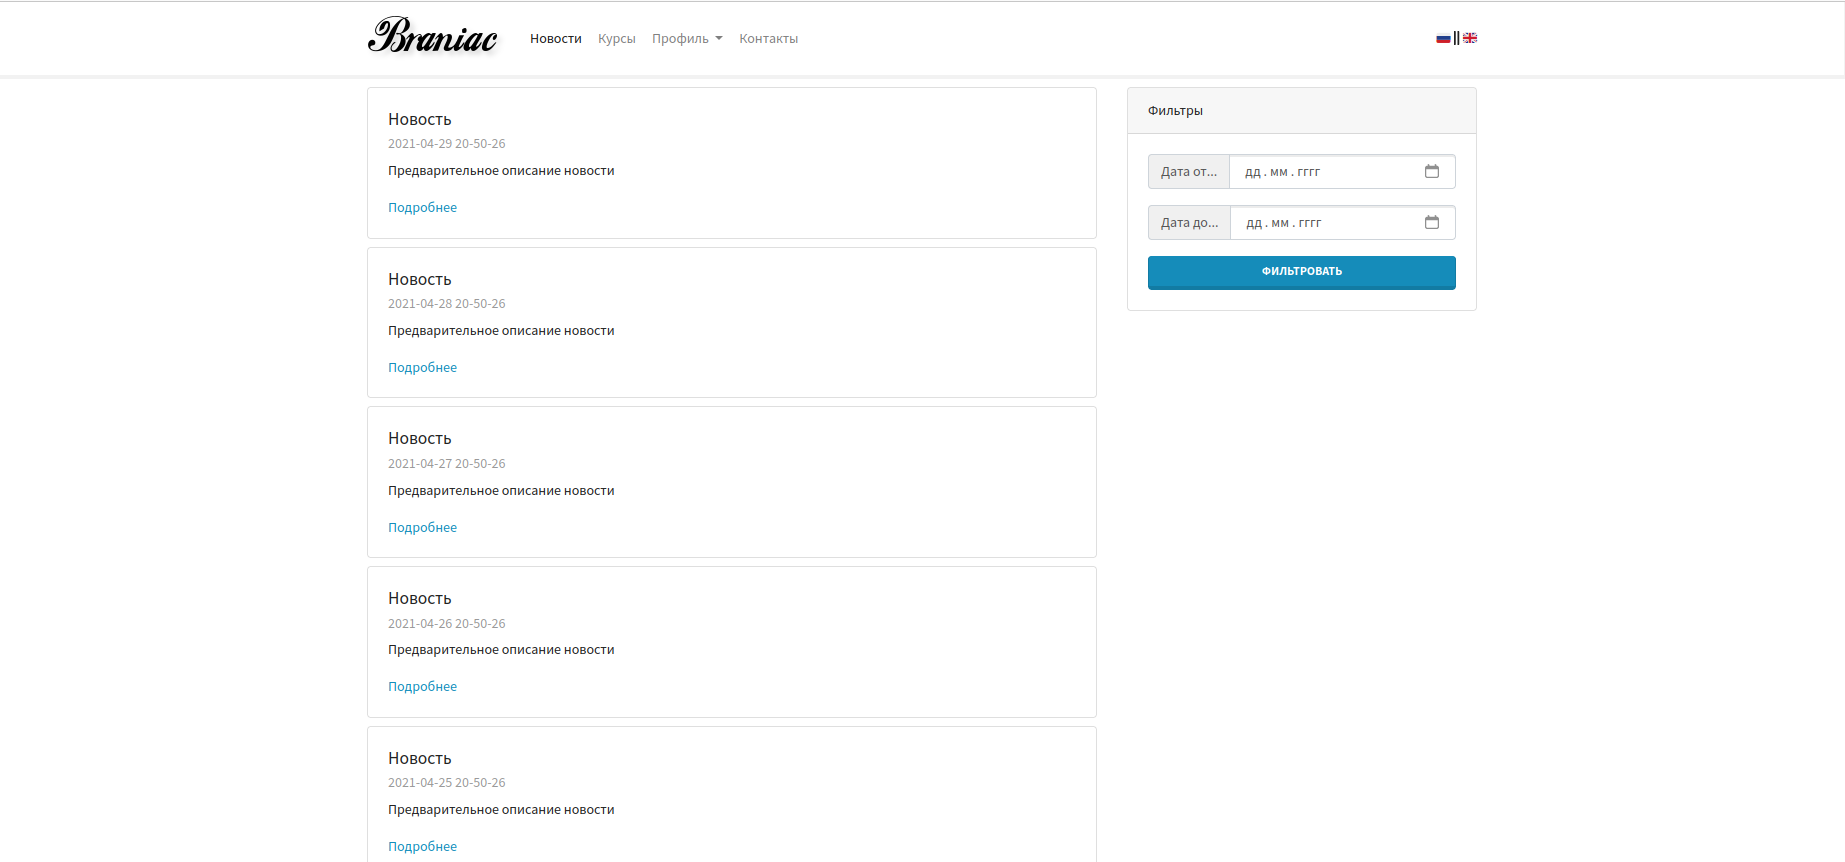 Braniac Новости Курсы Профиль Контакты
Новость
2021-04-29 20-50-26
Предварительное описание новости
Подробнее
Новость
2021-04-28 20-50-26
Предварительное описание новости
Подробнее
Новость
2021-04-27 20-50-26
Предварительное описание новости
Подробнее
Новость
2021-04-26 20-50-26
Предварительное описание новости
Подробнее
Новость
2021-04-25 20-50-26
Предварительное описание новости
Подробнее
Фильтры
Дата от... дд . мм . гггг
Дата до... дд . мм . гггг
ФИЛЬТРОВАТЬ